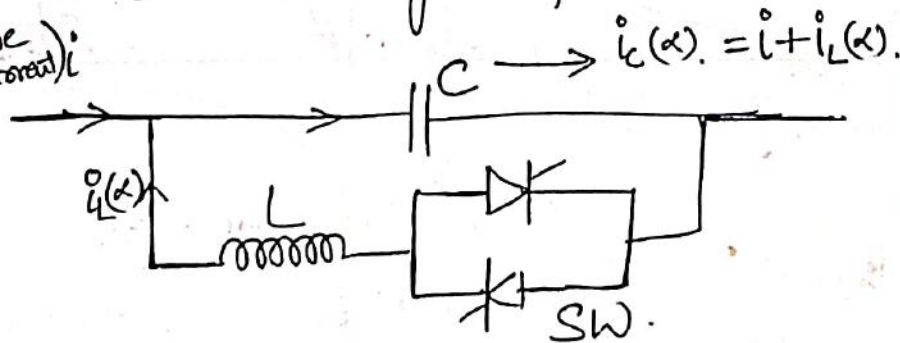 i
C → i_c(α). = i + i_L(α).
i_L(α)
L
SW.